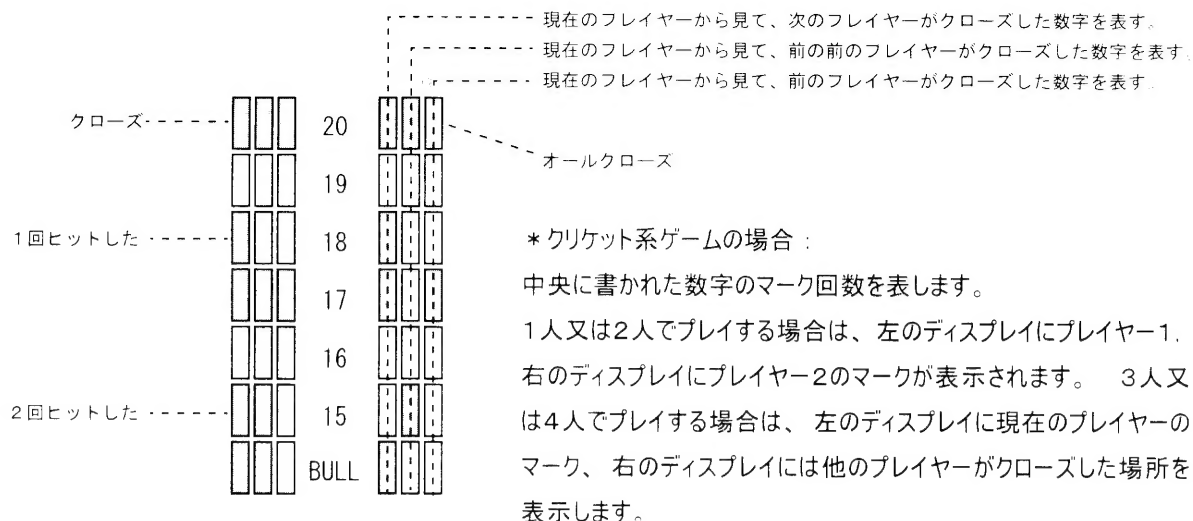 現在のフレイヤーから見て、次のフレイヤーがクローズした数字を表す。
現在のフレイヤーから見て、前の前のフレイヤーがクローズした数字を表す
現在のフレイヤーから見て、前のフレイヤーがクローズした数字を表す
クローズ
20
オールクローズ
19
1回ヒットした
18
17
16
2回ヒットした
15
BULL
*クリケット系ゲームの場合：
中央に書かれた数字のマーク回数を表します。
1人又は2人でプレイする場合は、左のディスプレイにプレイヤー1.
右のディスプレイにプレイヤー2のマークが表示されます。 3人又
は4人でプレイする場合は、左のディスプレイに現在のプレイヤーの
マーク、右のディスプレイには他のプレイヤーがクローズした場所を
表示します。